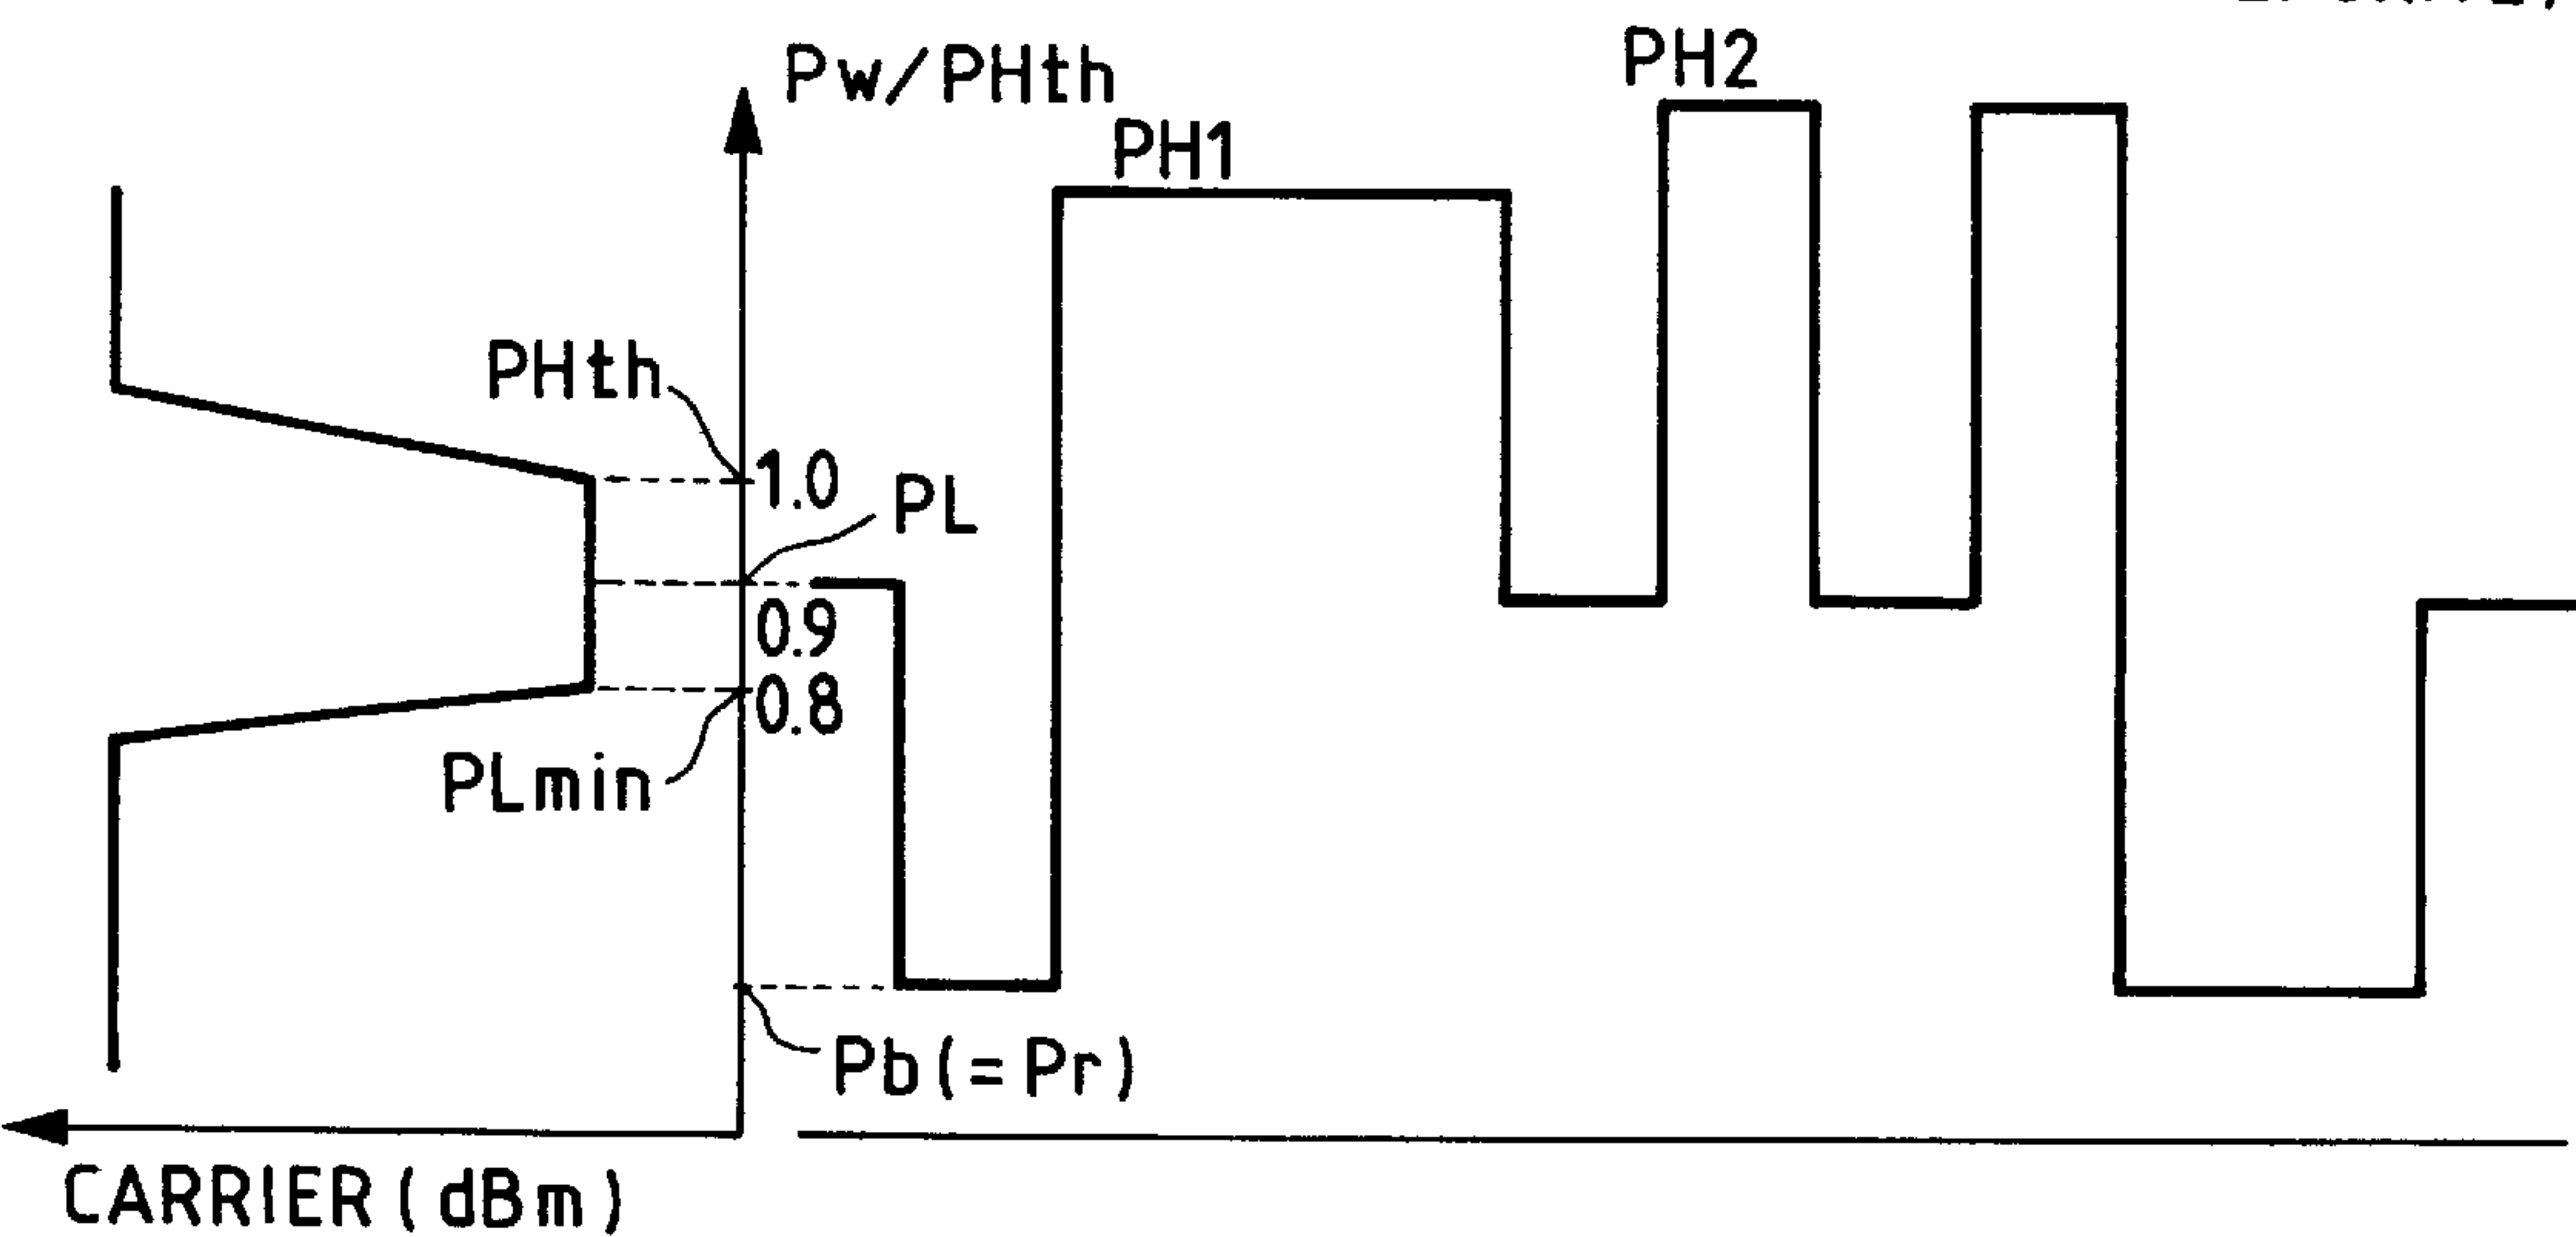 PH2
Pw/PHth
PH1
PHth
1.0
PL
0.9
0.8
PLmin
Pb(=Pr)
CARRIER(dBm)